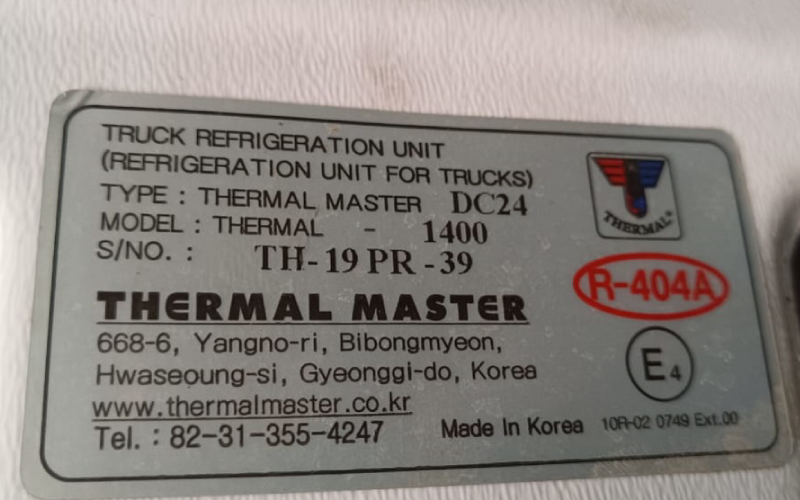 TRUCK REFRIGERATION UNIT
(REFRIGERATION UNIT FOR TRUCKS)
TYPE : THERMAL MASTER DC24
MODEL : THERMAL - 1400
S/NO. : TH-19 PR-39
THERMAL®
R-404A
THERMAL MASTER
668-6, Yangno-ri, Bibongmyeon,
Hwaseoung-si, Gyeonggi-do, Korea
E4
www.thermalmaster.co.kr
Tel. : 82-31-355-4247
Made In Korea 10R-02 0749 Ext.00